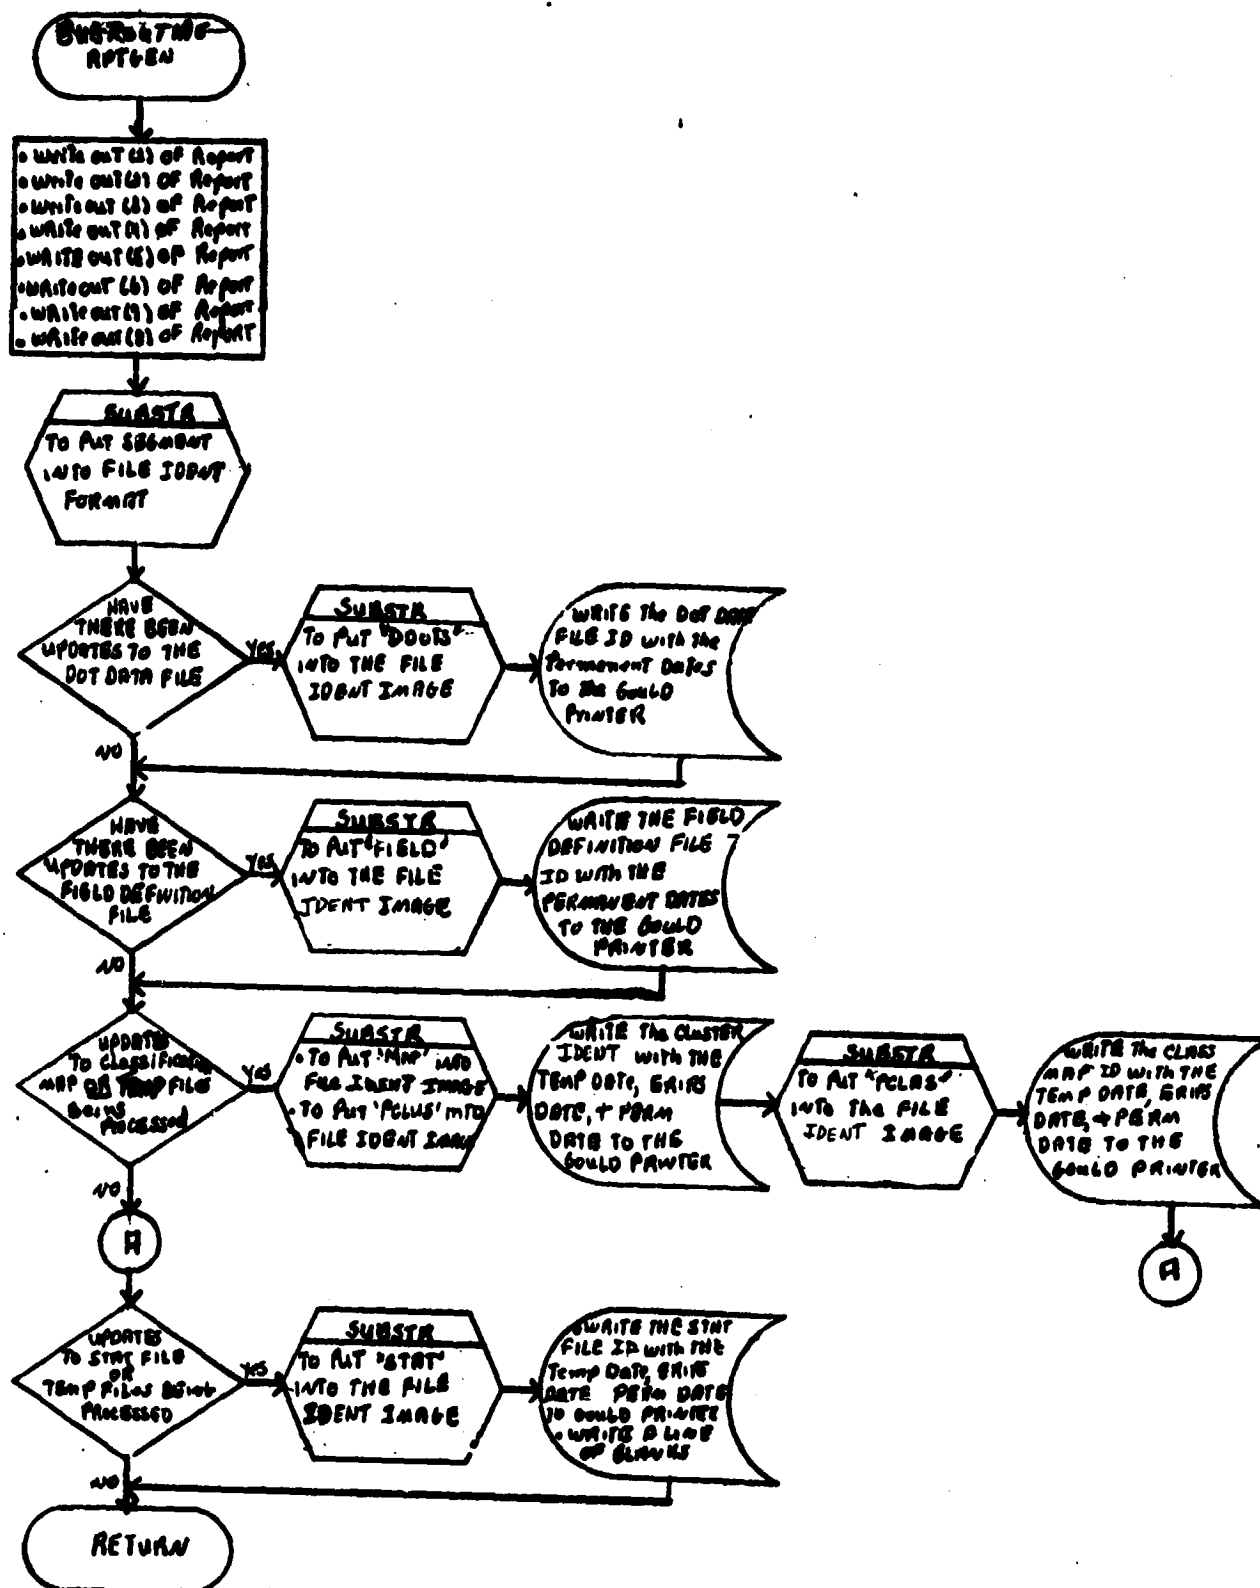 SUBROUTINE
RPTGEN
• Write out (1) of Report
• Write out (2) of Report
• Write out (3) of Report
• Write out (4) of Report
• Write out (5) of Report
• Write out (6) of Report
• Write out (7) of Report
• Write out (8) of Report
SUBSTR
TO PUT SEGMENT
INTO FILE IDENT
FORMAT
HAVE
THERE BEEN
UPDATES TO THE
DOT DATA FILE
YES
NO
SUBSTR
TO PUT "DOUTS"
INTO THE FILE
IDENT IMAGE
WRITE The DOT DATA
FILE ID with the
Permanent Dates
To the Gould
PRINTER
HAVE
THERE BEEN
UPDATES TO THE
FIELD DEFINITION
FILE
YES
NO
SUBSTR
TO PUT 'FIELD'
INTO THE FILE
IDENT IMAGE
WRITE THE FIELD
DEFINITION FILE
ID WITH THE
PERMANENT DATES
TO THE GOULD
PRINTER
UPDATES
To Classification
MAP OR TEMP FILES
Being
PROCESSED
YES
NO
SUBSTR
• TO PUT 'MAP' INTO
FILE IDENT IMAGE
• TO PUT 'PCLUS' INTO
FILE IDENT IMAGE
WRITE The CLUSTER
IDENT with THE
TEMP DATE, ERIPS
DATE, + PERM
DATE TO THE
GOULD PRINTER
SUBSTR
TO PUT "PCLAS"
INTO The FILE
IDENT IMAGE
WRITE The CLASS
MAP ID WITH THE
TEMP DATE, ERIPS
DATE, + PERM
DATE TO THE
GOULD PRINTER
A
A
UPDATES
TO STAT FILE
OR
TEMP FILES BEING
PROCESSED
YES
NO
SUBSTR
TO PUT "STAT"
INTO THE FILE
IDENT IMAGE
• WRITE THE STAT
FILE ID with THE
Temp Date, ERIPS
DATE PERM DATE
TO GOULD PRINTER
• WRITE A LINE
OF BLANKS
RETURN